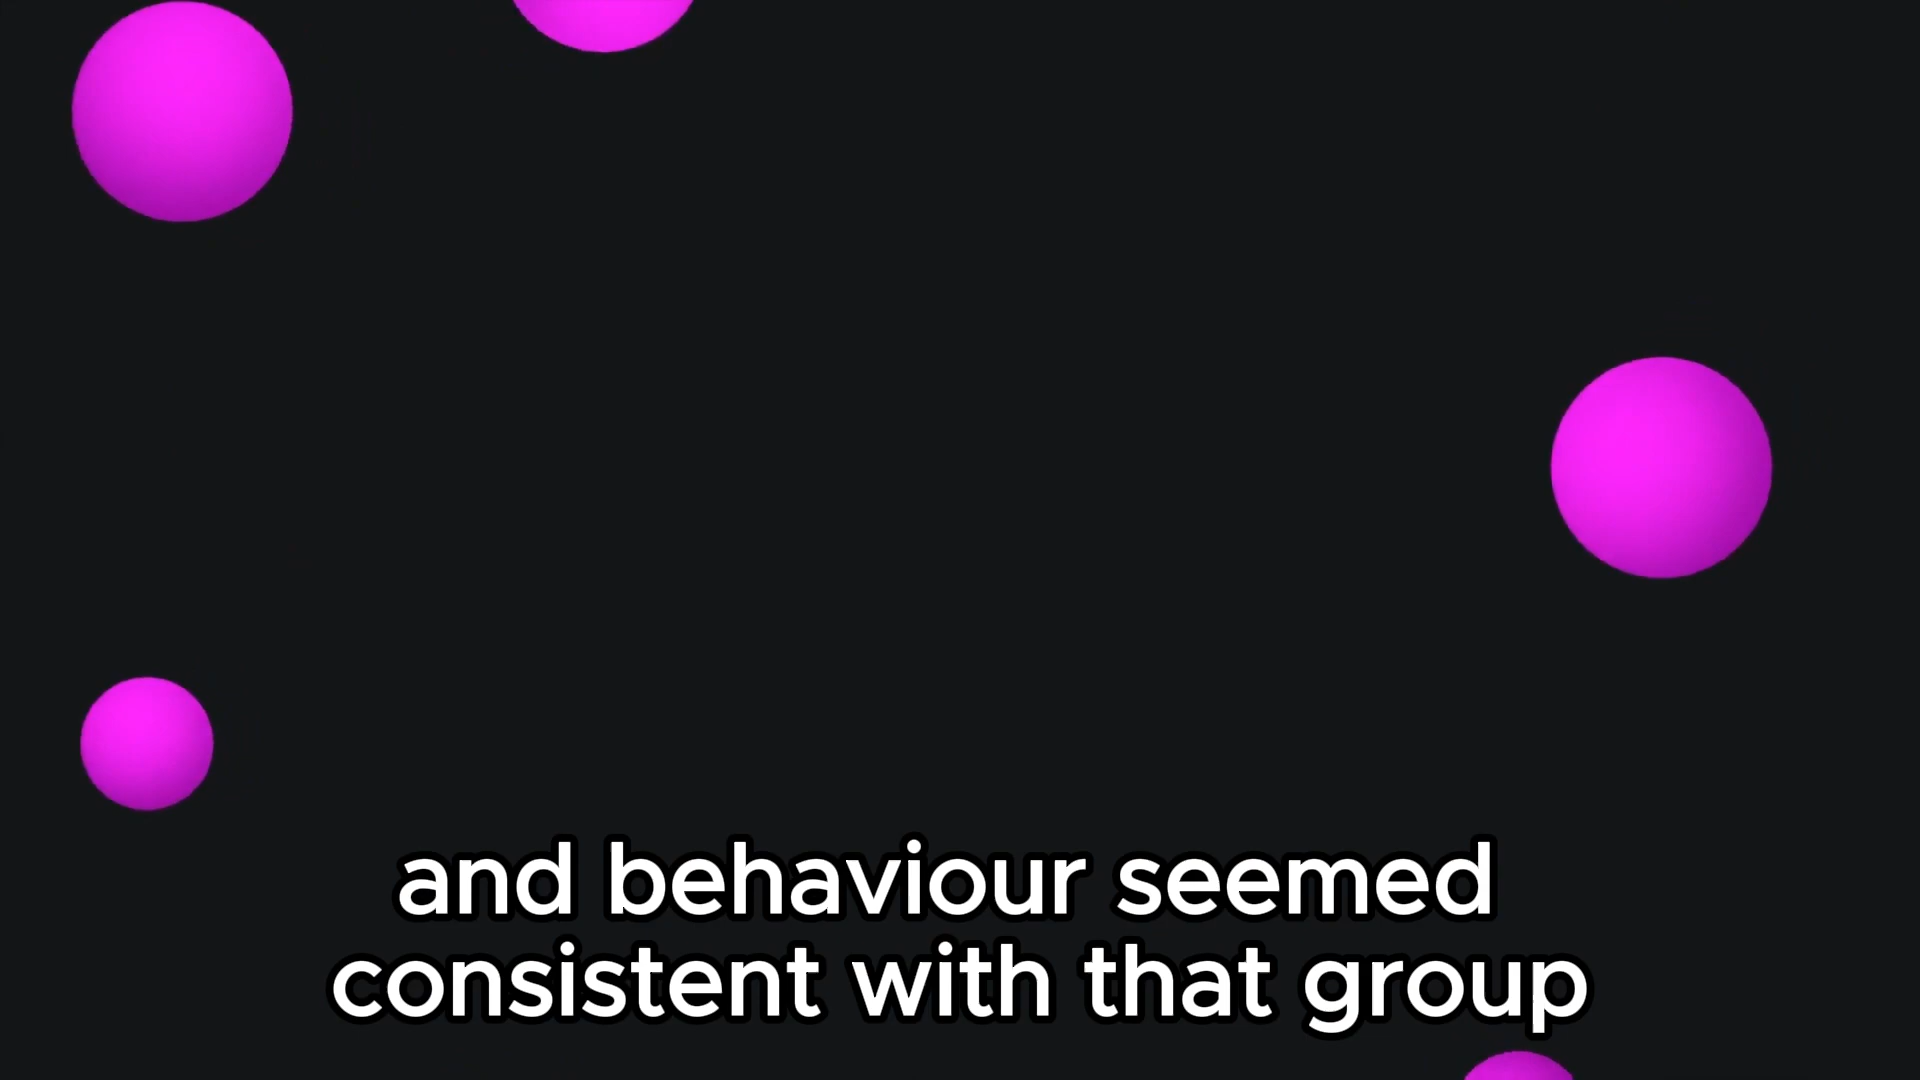 and behaviour seemed
consistent with that group